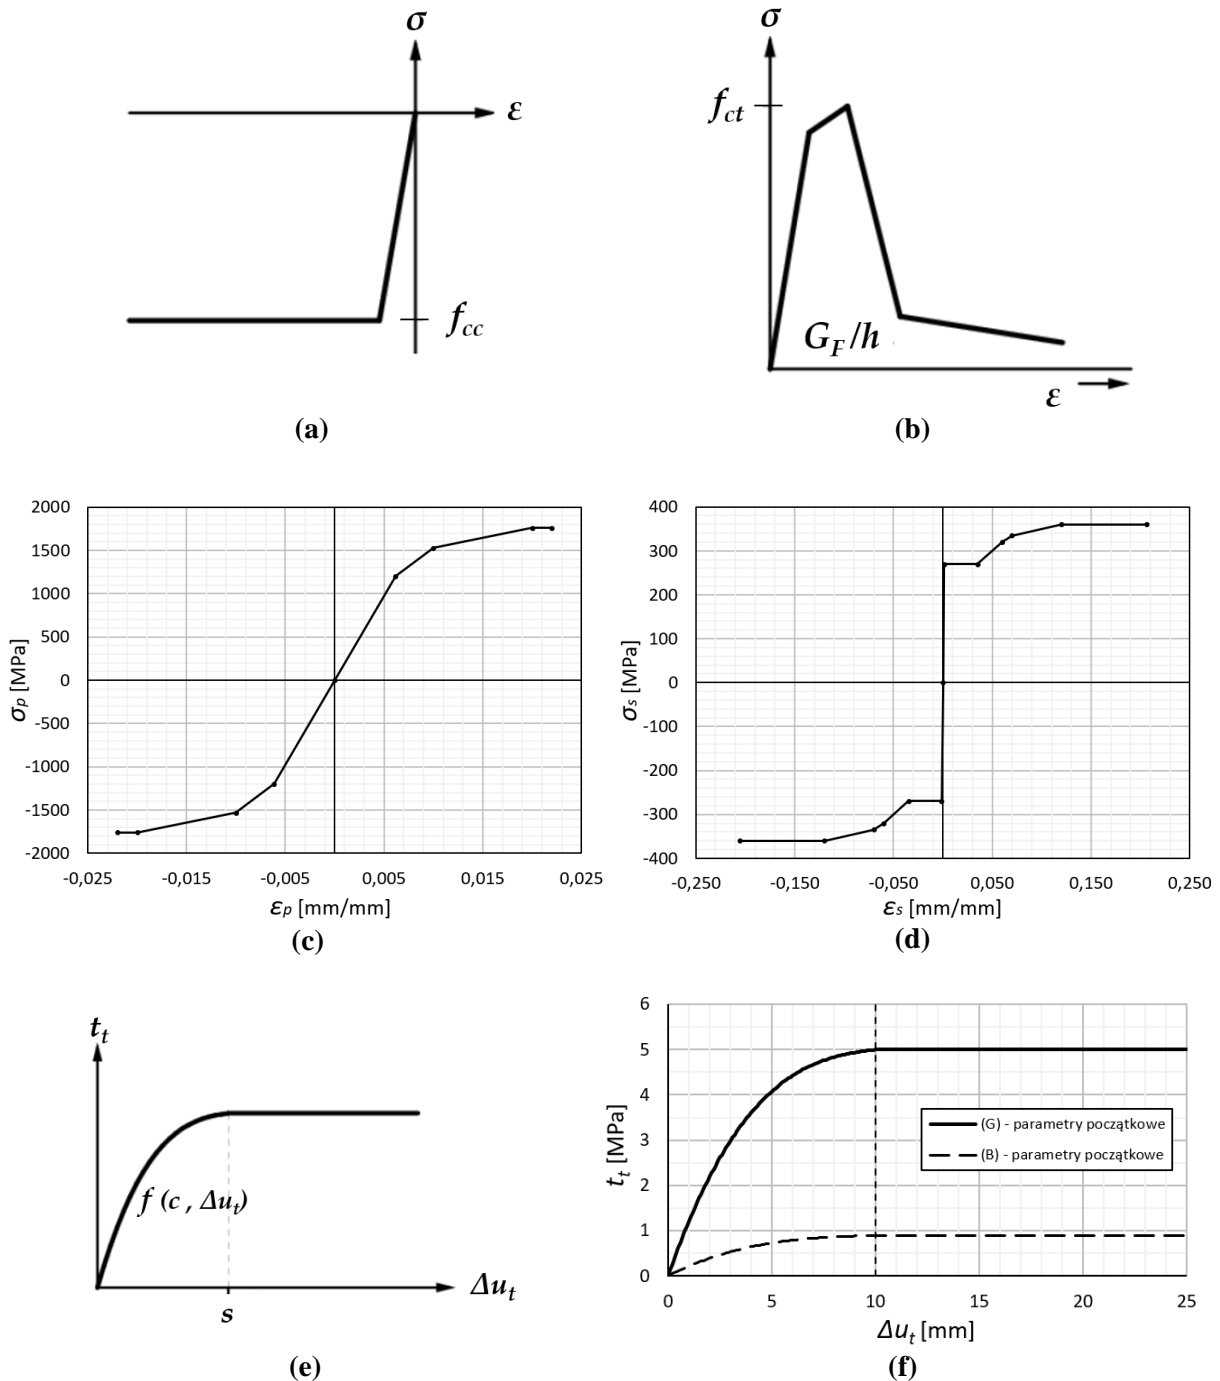 σ
ε
f_cc
(a)
σ
f_ct
G_F/h
ε
(b)
2000
1500
1000
500
0
-500
-1000
-1500
-2000
σ_p [MPa]
-0,025
-0,015
-0,005
0,005
0,015
0,025
ε_p [mm/mm]
(c)
400
300
200
100
0
-100
-200
-300
-400
σ_s [MPa]
-0,250
-0,150
-0,050
0,050
0,150
0,250
ε_s [mm/mm]
(d)
t_t
f (c , Δu_t)
Δu_t
s
(e)
6
5
4
3
2
1
0
t_t [MPa]
(G) - parametry początkowe
(B) - parametry początkowe
0
5
10
15
20
25
Δu_t [mm]
(f)